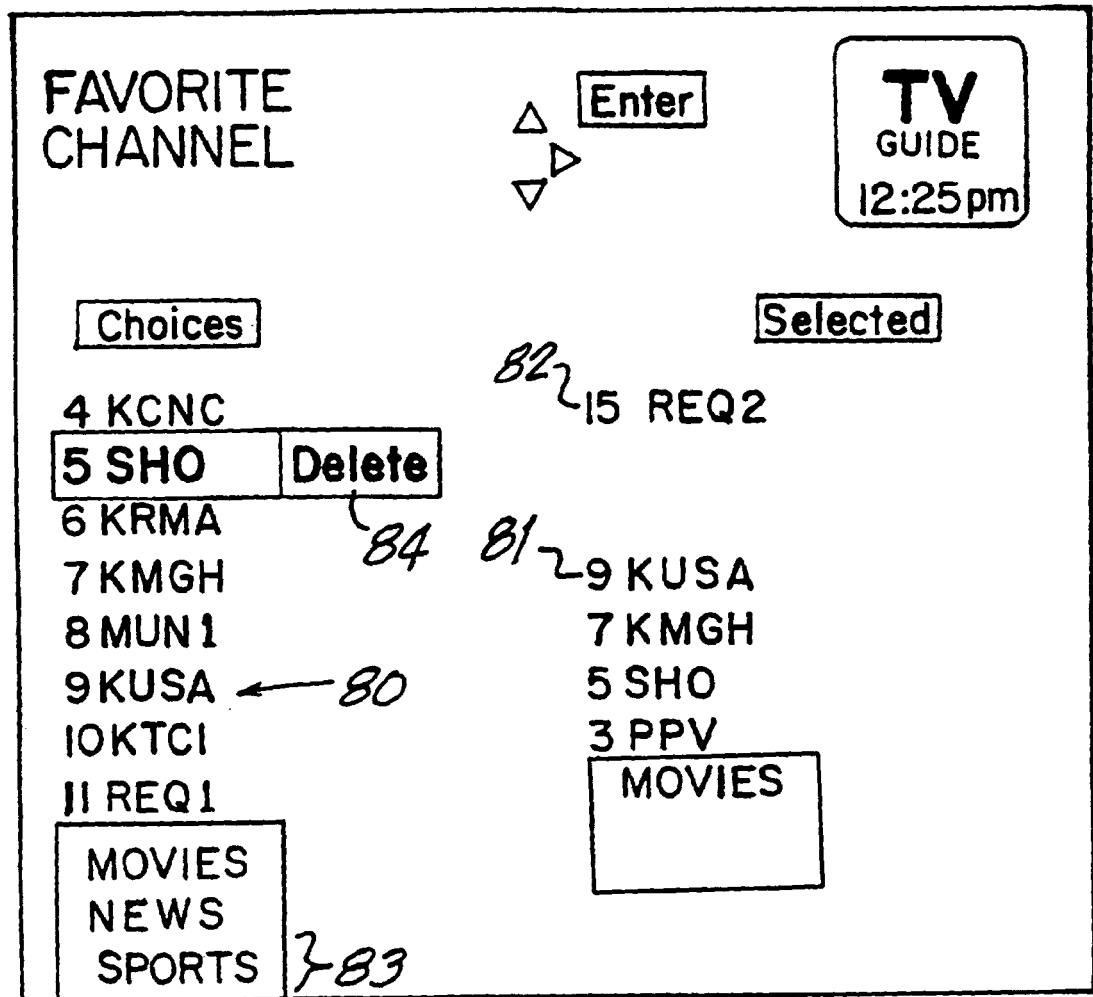 FAVORITE
CHANNEL
Enter
TV
GUIDE
12:25pm
Choices
Selected
4 KCNC
5 SHO Delete
6 KRMA
7 KMGH
8 MUN1
9 KUSA
10 KTCI
11 REQ1
MOVIES
NEWS
SPORTS
84
80
83
82
15 REQ2
81
9 KUSA
7 KMGH
5 SHO
3 PPV
MOVIES